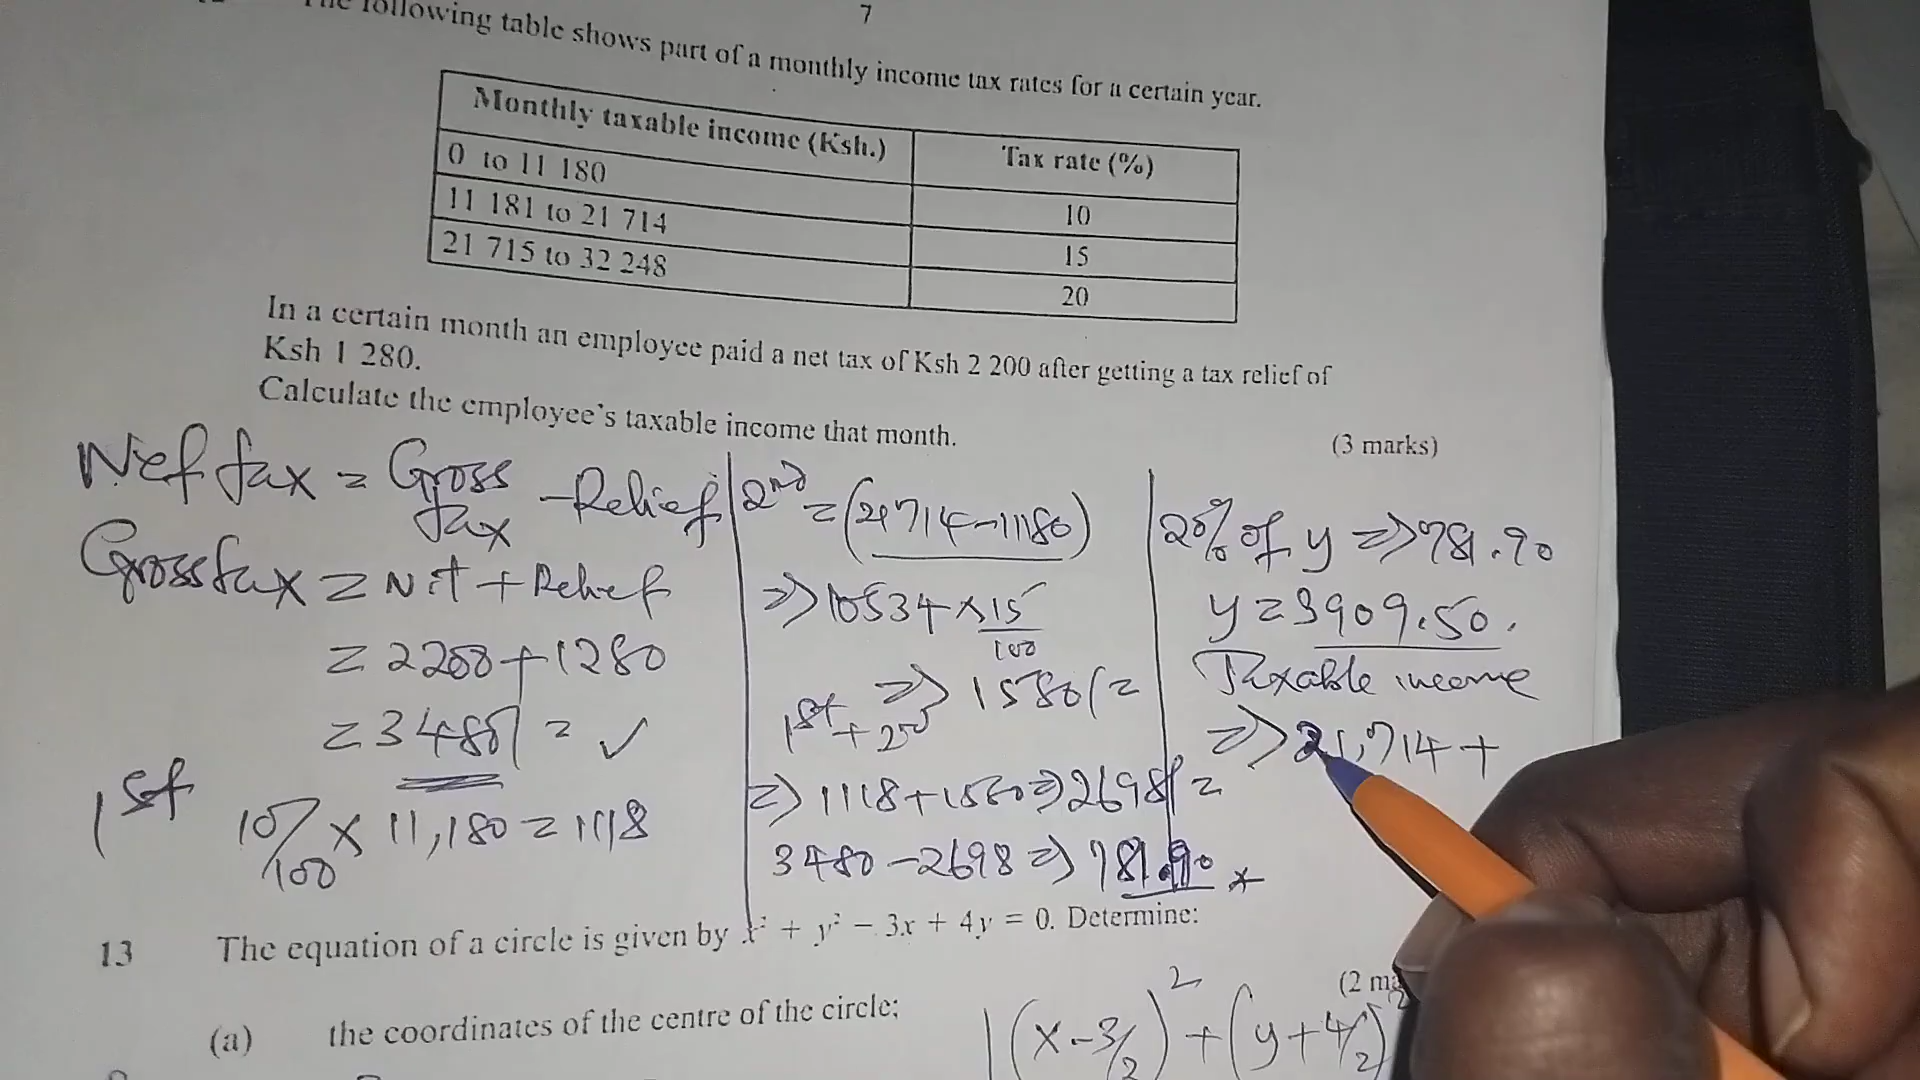 7
The following table shows part of a monthly income tax rates for a certain year.
Monthly taxable income (Ksh.) Tax rate (%)
0 to 11 180 10
11 181 to 21 714 15
21 715 to 32 248 20
In a certain month an employee paid a net tax of Ksh 2 200 after getting a tax relief of
Ksh 1 280.
Calculate the employee's taxable income that month. (3 marks)
Net tax = Gross tax - Relief
Gross tax = Net + Relief
= 2200 + 1280
= 3480/= ✓
1st
10/100 × 11,180 = 1118
2nd = (21714 - 11180)
=> 10534 × 15/100
=> 1580/=
1st + 2nd
=> 1118 + 1580 => 2698/=
3480 - 2698 => 781.90 *
20% of y => 781.90
y = 3909.50.
Taxable income
=> 21,714 +
13 The equation of a circle is given by x² + y² - 3x + 4y = 0. Determine:
(a) the coordinates of the centre of the circle; (2 ma
(x - 3/2)² + (y + 4/2)²